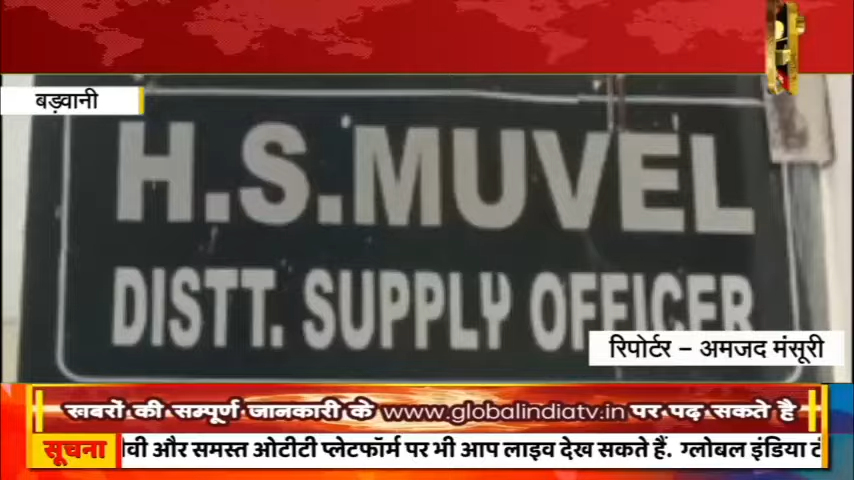 बड़वानी
H.S.MUVEL
DISTT. SUPPLY OFFICER
रिपोर्टर – अमजद मंसूरी
खबरों की सम्पूर्ण जानकारी के www.globalindiatv.in पर पढ़ सकते है
सूचना
और समस्त ओटीटी प्लेटफॉर्म पर भी आप लाइव देख सकते हैं. ग्लोबल इंडिया